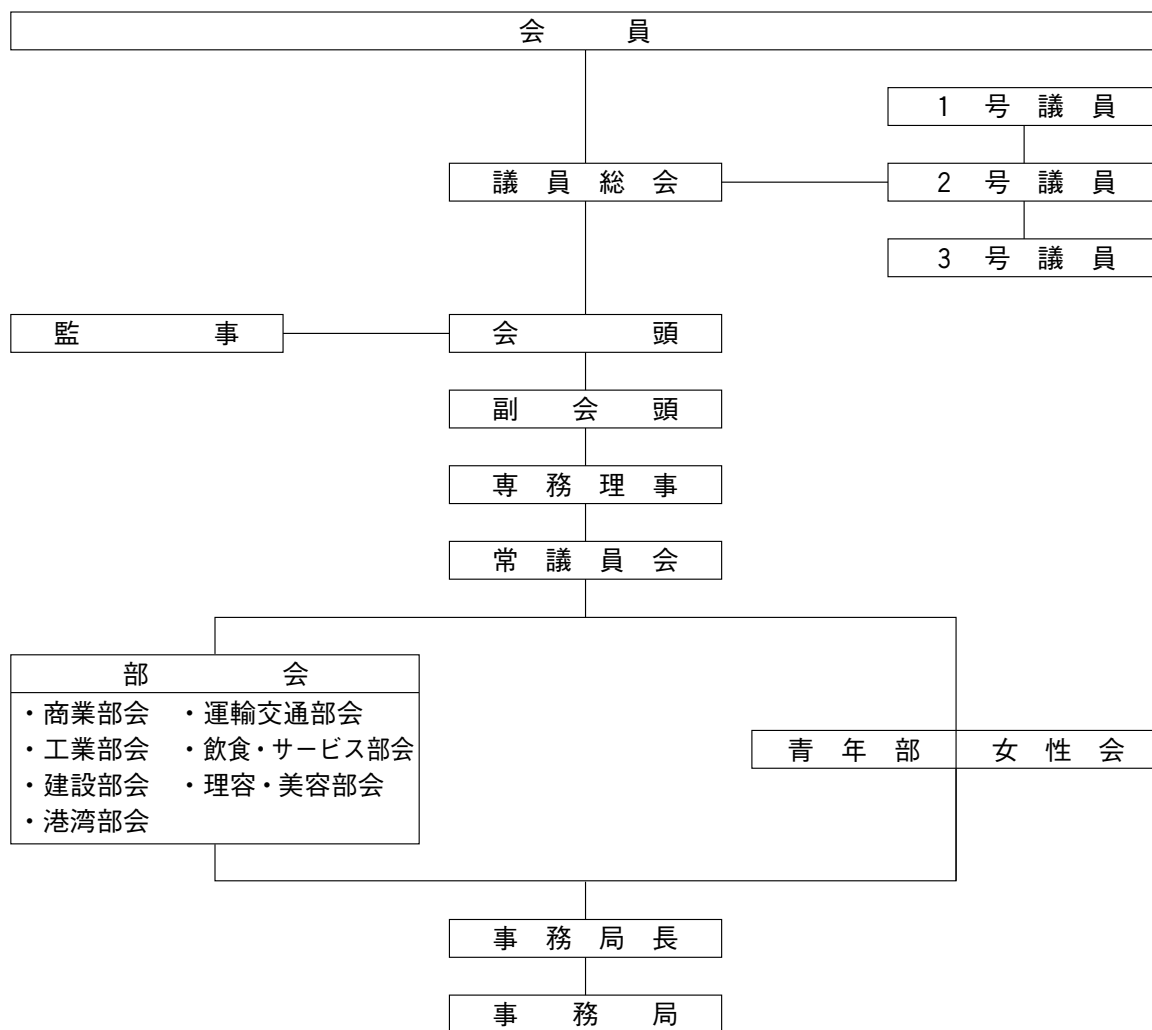 会員
1号議員
議員総会
2号議員
3号議員
監事
会頭
副会頭
専務理事
常議員会
部会
・商業部会 ・運輸交通部会
・工業部会 ・飲食・サービス部会
・建設部会 ・理容・美容部会
・港湾部会
青年部
女性会
事務局長
事務局